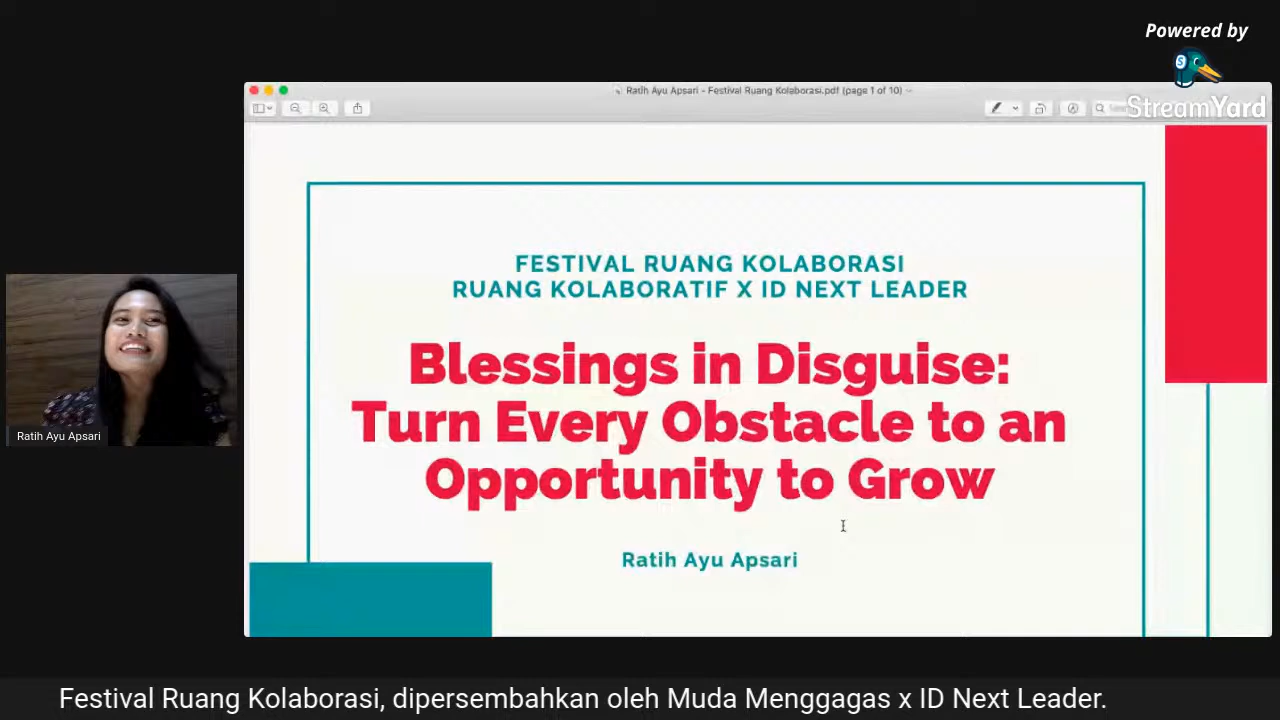 Powered by
StreamYard
Ratih Ayu Apsari - Festival Ruang Kolaborasi.pdf (page 1 of 10)
FESTIVAL RUANG KOLABORASI
RUANG KOLABORATIF X ID NEXT LEADER
Blessings in Disguise:
Turn Every Obstacle to an
Opportunity to Grow
Ratih Ayu Apsari
Ratih Ayu Apsari
Festival Ruang Kolaborasi, dipersembahkan oleh Muda Menggagas x ID Next Leader.